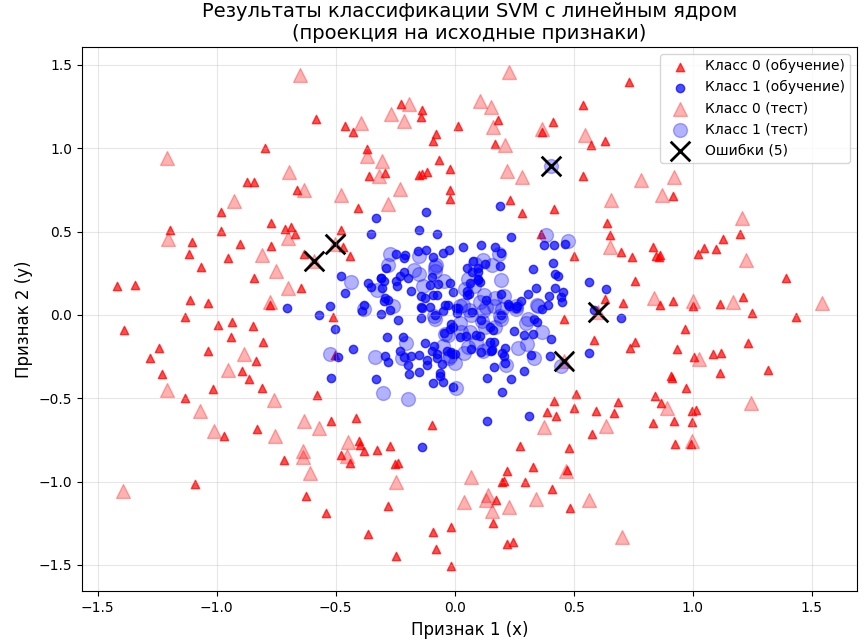 Результаты классификации SVM с линейным ядром
(проекция на исходные признаки)
Класс 0 (обучение)
Класс 1 (обучение)
Класс 0 (тест)
Класс 1 (тест)
Ошибки (5)
Признак 2 (y)
1.5
1.0
0.5
0.0
−0.5
−1.0
−1.5
−1.5 −1.0 −0.5 0.0 0.5 1.0 1.5
Признак 1 (x)